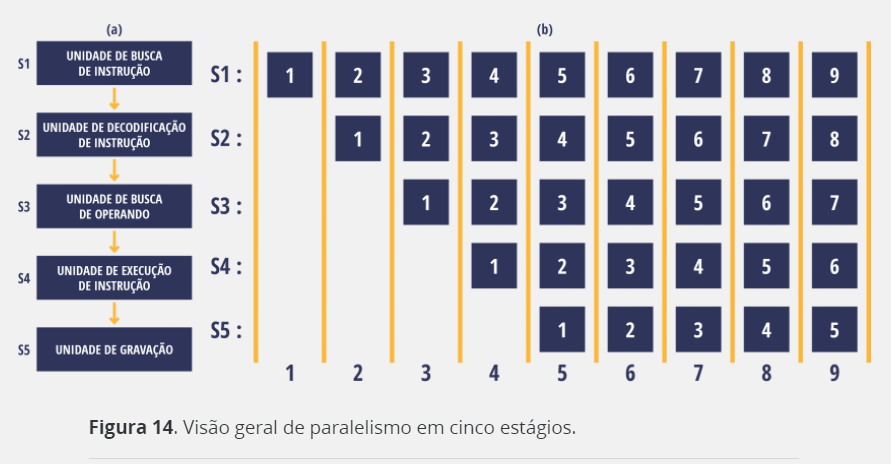 (a)
S1
UNIDADE DE BUSCA
DE INSTRUÇÃO
S2
UNIDADE DE DECODIFICAÇÃO
DE INSTRUÇÃO
S3
UNIDADE DE BUSCA
DE OPERANDO
S4
UNIDADE DE EXECUÇÃO
DE INSTRUÇÃO
S5
UNIDADE DE GRAVAÇÃO
(b)
S1 : 1 2 3 4 5 6 7 8 9
S2 : 1 2 3 4 5 6 7 8
S3 : 1 2 3 4 5 6 7
S4 : 1 2 3 4 5 6
S5 : 1 2 3 4 5
1 2 3 4 5 6 7 8 9
Figura 14. Visão geral de paralelismo em cinco estágios.